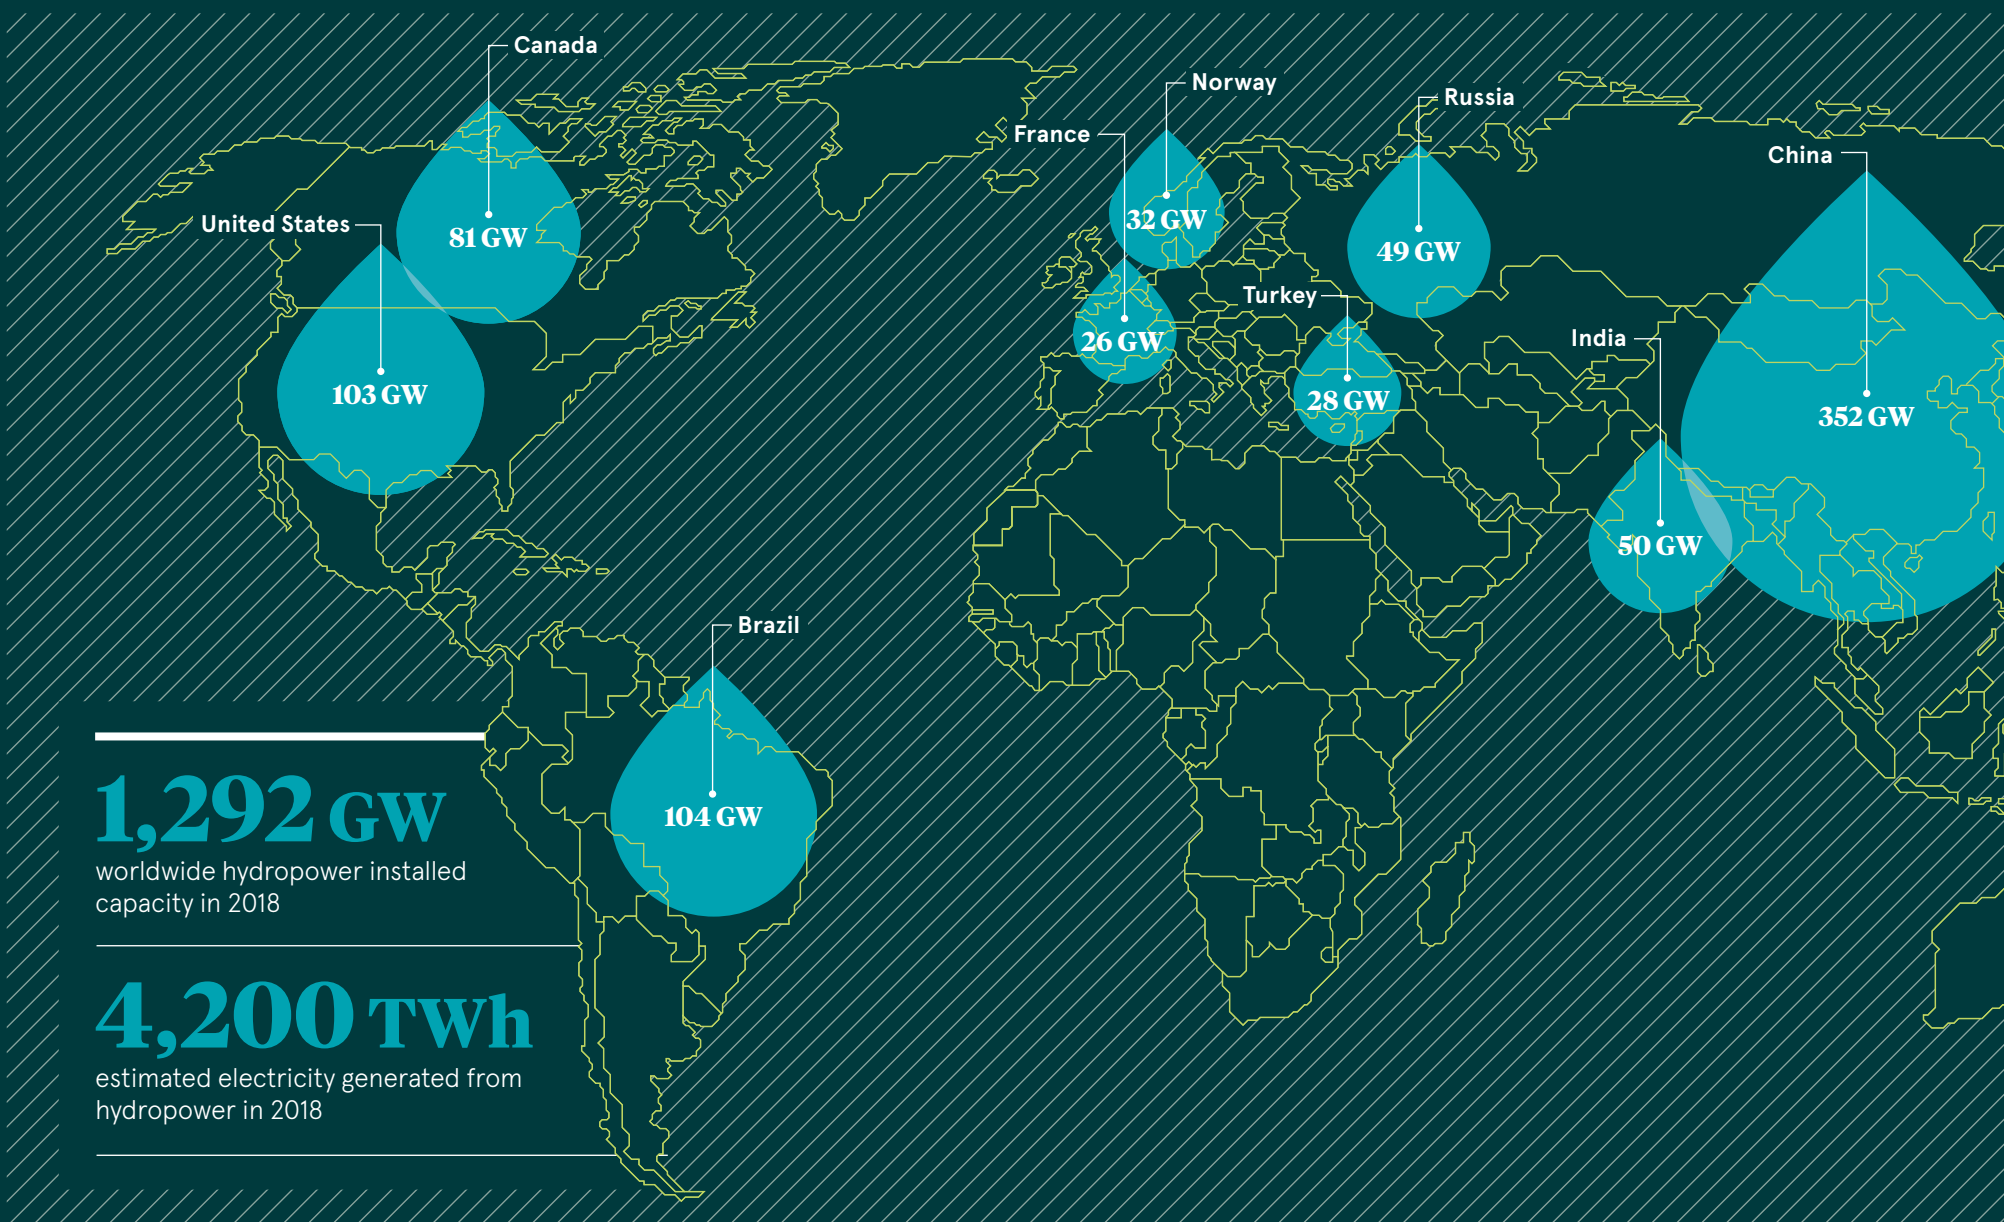 Canada
81 GW
United States
103 GW
Norway
32 GW
France
26 GW
Russia
49 GW
Turkey
28 GW
China
352 GW
India
50 GW
Brazil
104 GW
1,292 GW
worldwide hydropower installed
capacity in 2018
4,200 TWh
estimated electricity generated from
hydropower in 2018